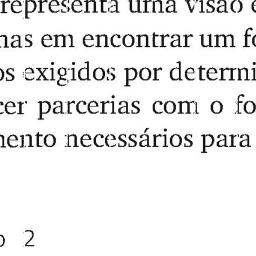 representa uma visão
nas em encontrar um fo
os exigidos por determi
cer parcerias com o fo
mento necessários para
o 2